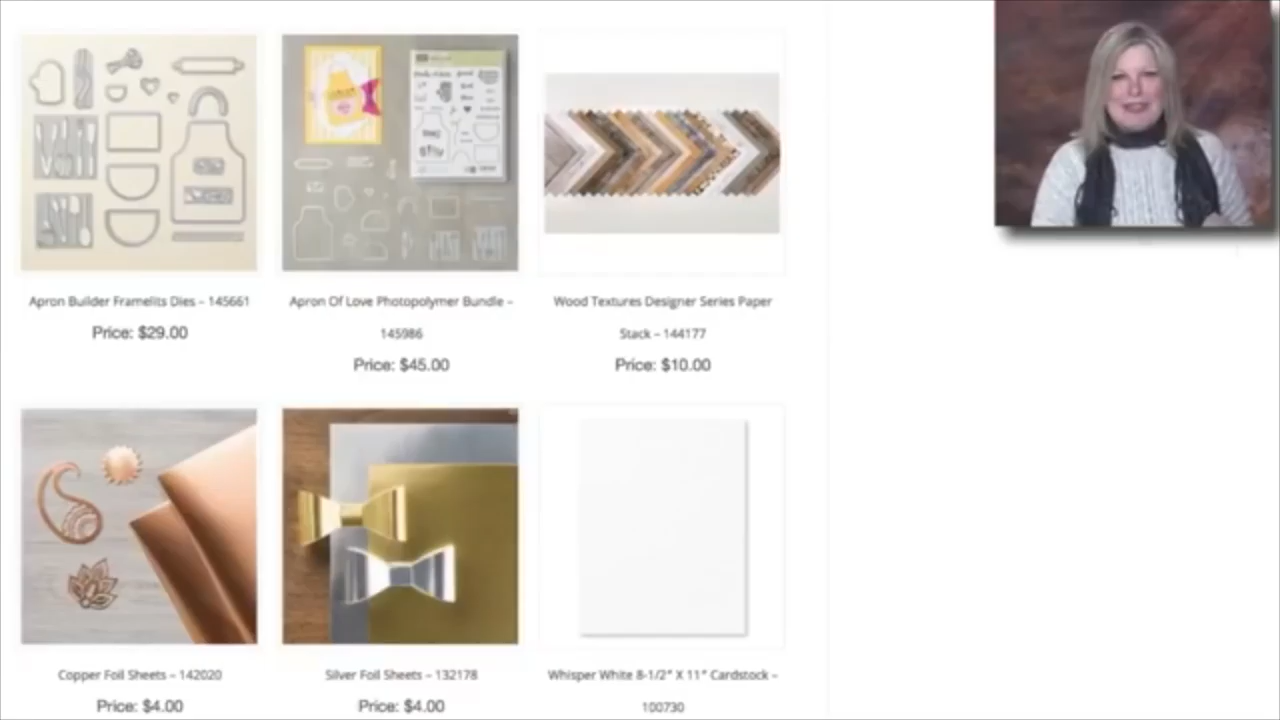 Apron Builder Framelits Dies – 145661
Price: $29.00
Apron Of Love Photopolymer Bundle –
145986
Price: $45.00
Wood Textures Designer Series Paper
Stack – 144177
Price: $10.00
Copper Foil Sheets – 142020
Price: $4.00
Silver Foil Sheets – 132178
Price: $4.00
Whisper White 8-1/2″ X 11″ Cardstock –
100730